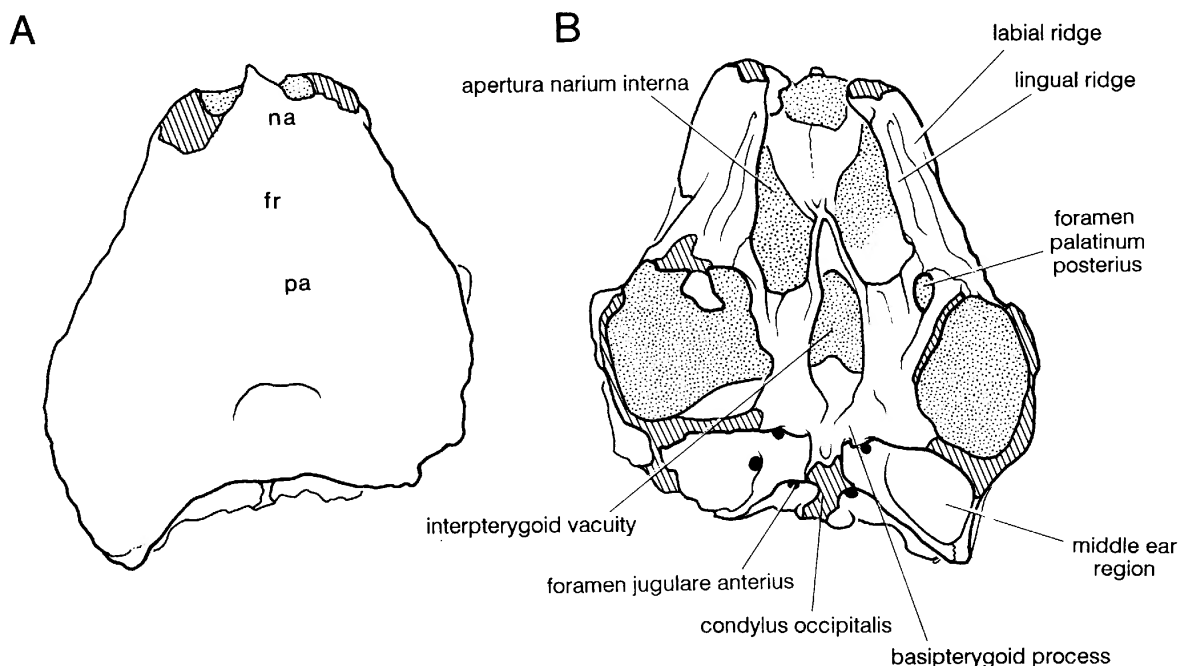 A
na
fr
pa
B
apertura narium interna
labial ridge
lingual ridge
foramen
palatinum
posterius
interpterygoid vacuity
foramen jugulare anterius
condylus occipitalis
basipterygoid process
middle ear
region